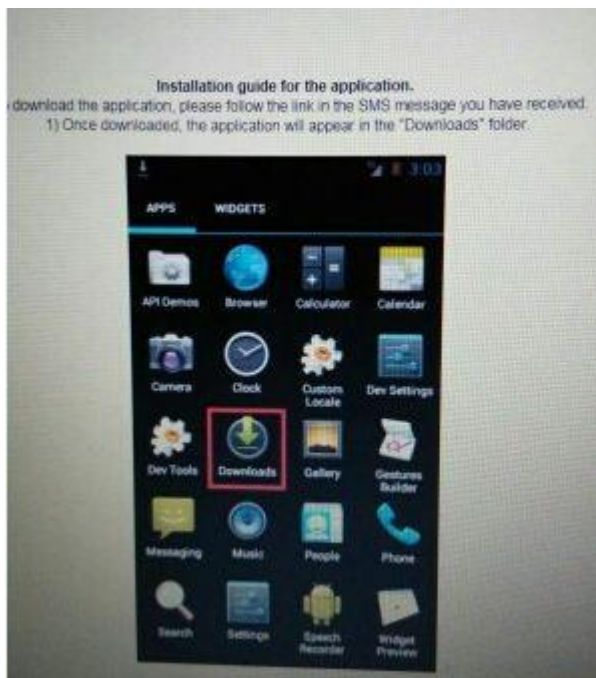 Installation guide for the application.
download the application, please follow the link in the SMS message you have received.
1) Once downloaded, the application will appear in the "Downloads" folder
3:03
APPS WIDGETS
API Demos Browser Calculator Calendar
Camera Clock Custom Locale Dev Settings
Dev Tools Downloads Gallery Gestures Builder
Messaging Music People Phone
Search Settings Speech Recorder Widget Preview